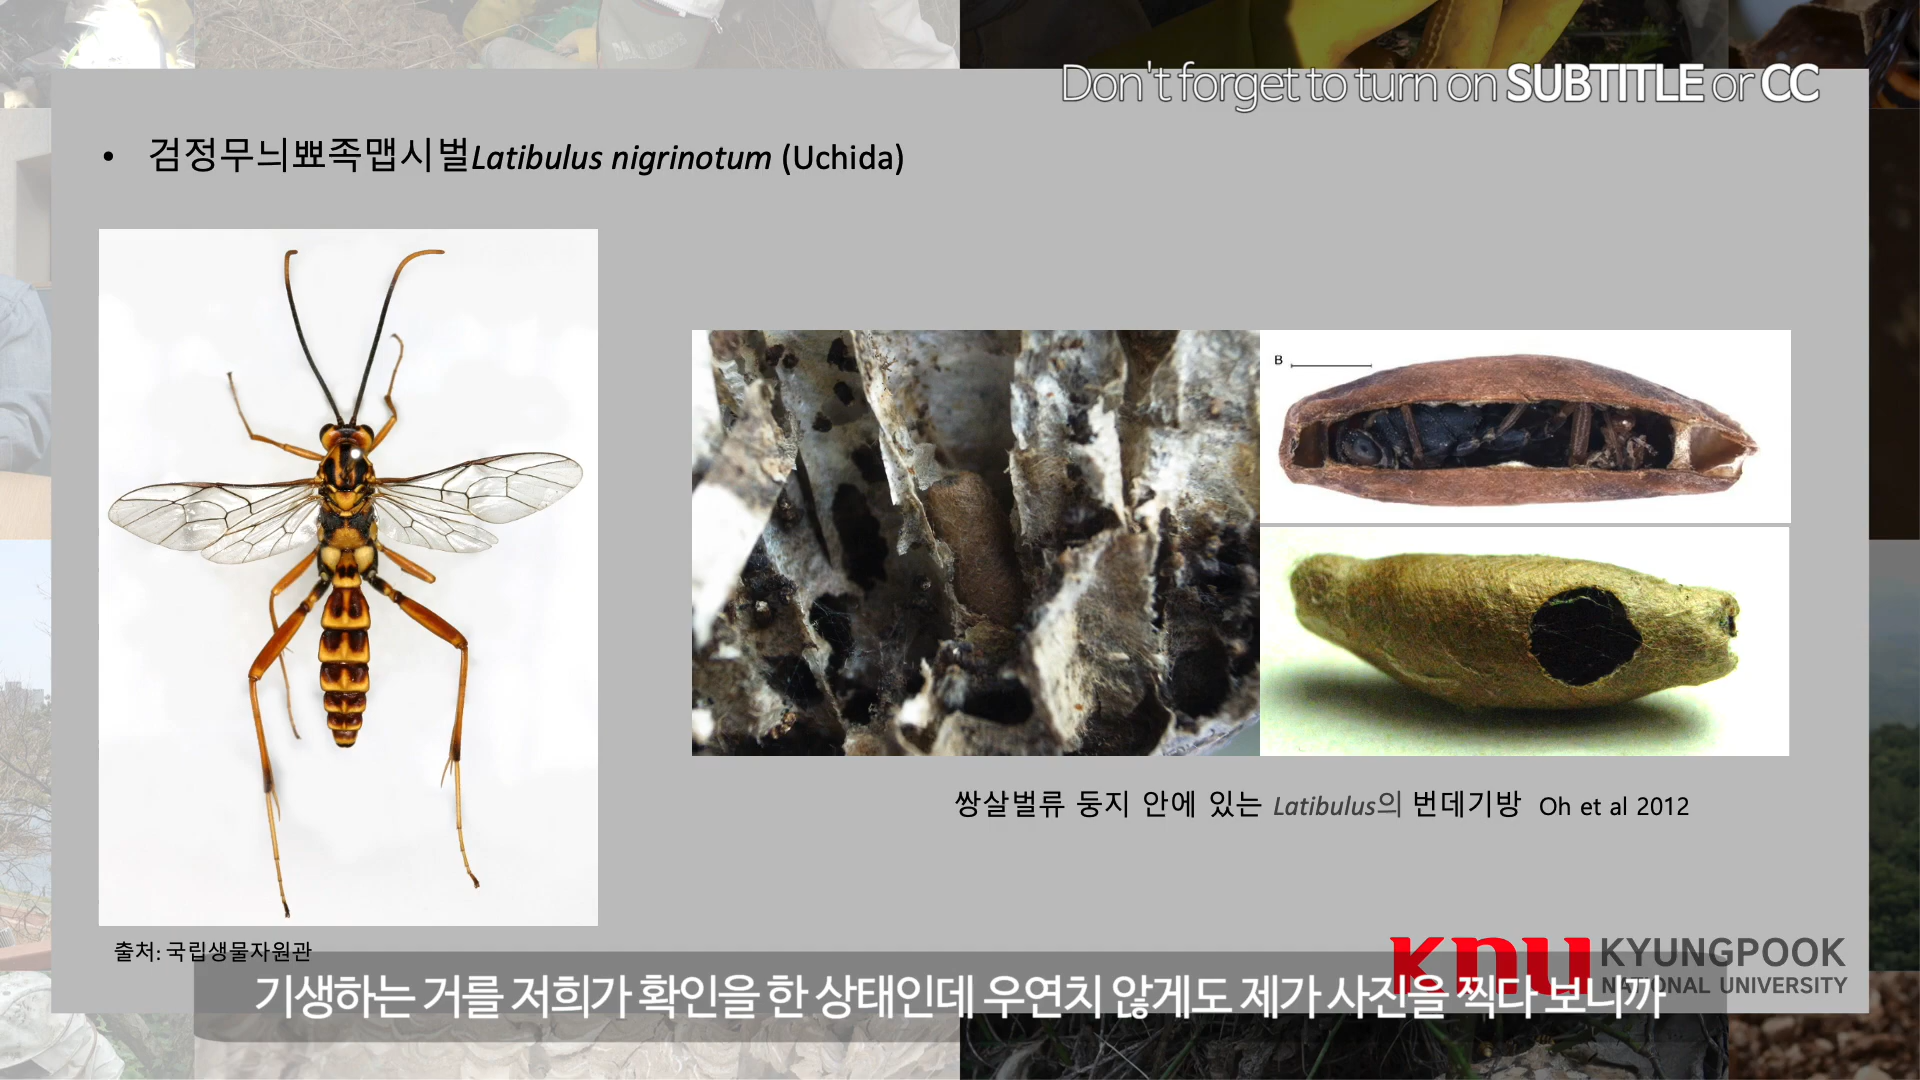 Don't forget to turn on SUBTITLE or CC
• 검정무늬뾰족맵시벌Latibulus nigrinotum (Uchida)
B
쌍살벌류 둥지 안에 있는 Latibulus의 번데기방 Oh et al 2012
출처: 국립생물자원관
knu KYUNGPOOK
NATIONAL UNIVERSITY
기생하는 거를 저희가 확인을 한 상태인데 우연치 않게도 제가 사진을 찍다 보니까